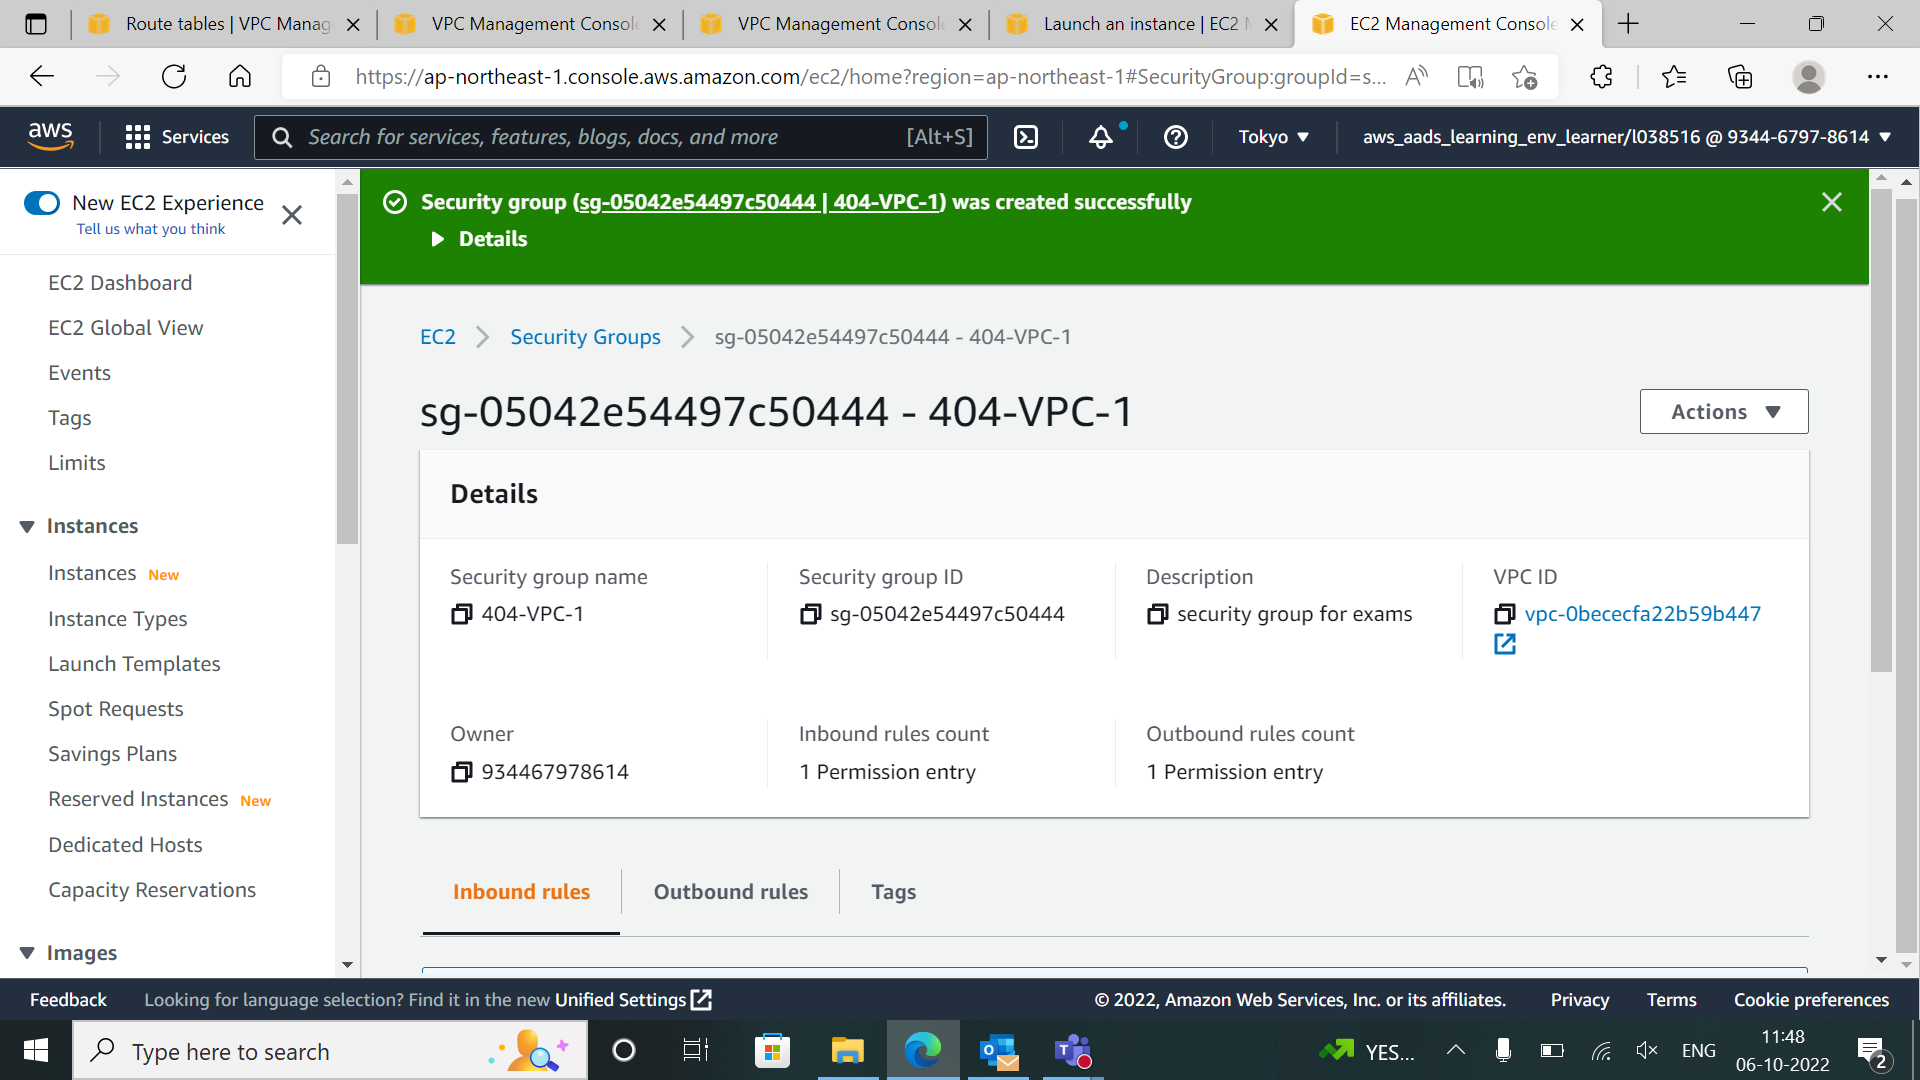 Route tables | VPC Manag
VPC Management Consol
VPC Management Consol
Launch an instance | EC2 M
EC2 Management Console
https://ap-northeast-1.console.aws.amazon.com/ec2/home?region=ap-northeast-1#SecurityGroup:groupId=s...
aws
Services
Search for services, features, blogs, docs, and more
[Alt+S]
Tokyo
aws_aads_learning_env_learner/l038516 @ 9344-6797-8614
New EC2 Experience
Tell us what you think
EC2 Dashboard
EC2 Global View
Events
Tags
Limits
Instances
Instances New
Instance Types
Launch Templates
Spot Requests
Savings Plans
Reserved Instances New
Dedicated Hosts
Capacity Reservations
Images
Security group (sg-05042e54497c50444 | 404-VPC-1) was created successfully
Details
EC2
Security Groups
sg-05042e54497c50444 - 404-VPC-1
sg-05042e54497c50444 - 404-VPC-1
Actions
Details
Security group name
404-VPC-1
Security group ID
sg-05042e54497c50444
Description
security group for exams
VPC ID
vpc-0bececfa22b59b447
Owner
934467978614
Inbound rules count
1 Permission entry
Outbound rules count
1 Permission entry
Inbound rules
Outbound rules
Tags
Feedback
Looking for language selection? Find it in the new Unified Settings
© 2022, Amazon Web Services, Inc. or its affiliates.
Privacy
Terms
Cookie preferences
Type here to search
YES...
ENG
11:48
06-10-2022
2